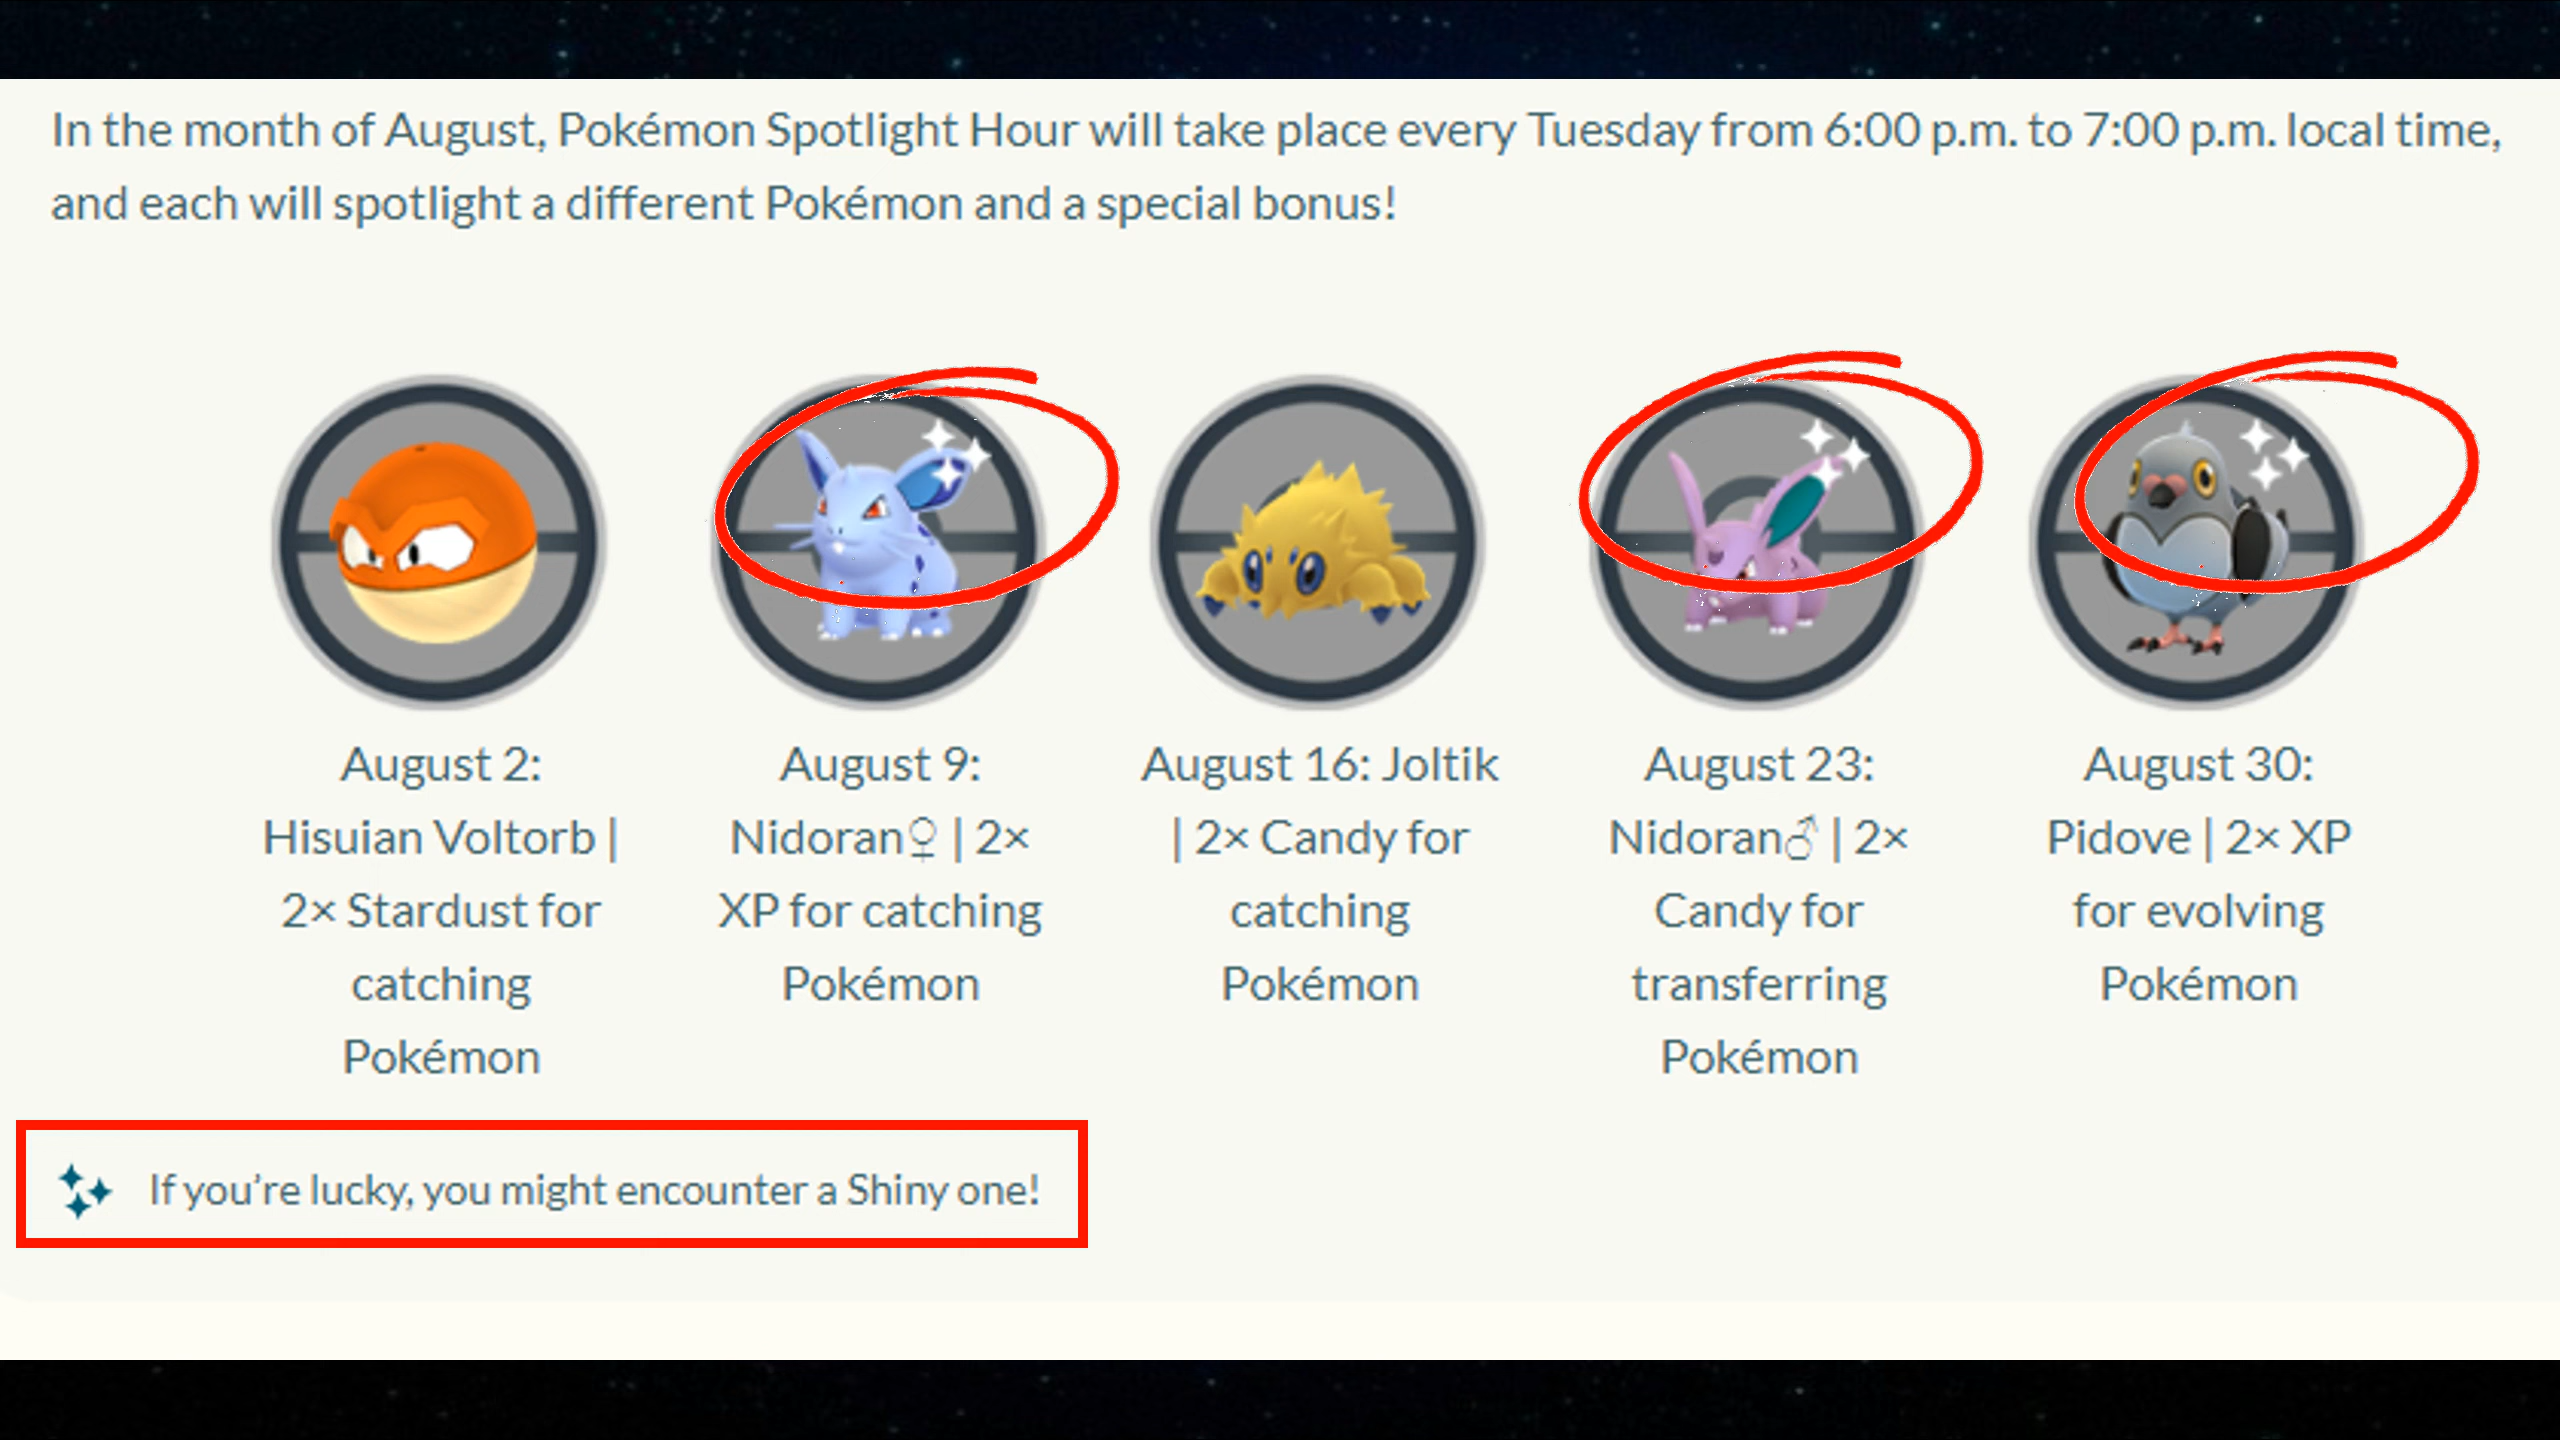 In the month of August, Pokémon Spotlight Hour will take place every Tuesday from 6:00 p.m. to 7:00 p.m. local time,
and each will spotlight a different Pokémon and a special bonus!
August 2:
Hisuian Voltorb |
2× Stardust for
catching
Pokémon
August 9:
Nidoran♀ | 2×
XP for catching
Pokémon
August 16: Joltik
| 2× Candy for
catching
Pokémon
August 23:
Nidoran♂ | 2×
Candy for
transferring
Pokémon
August 30:
Pidove | 2× XP
for evolving
Pokémon
If you’re lucky, you might encounter a Shiny one!